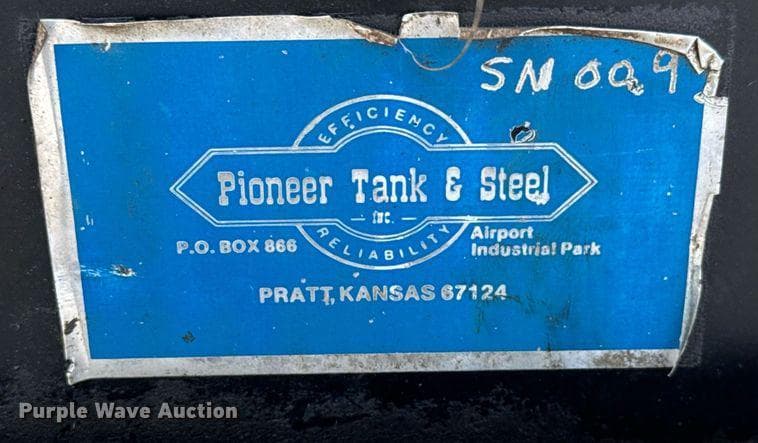 SN 009
EFFICIENCY
Pioneer Tank & Steel
Inc.
RELIABILITY
P.O. BOX 866
Airport
Industrial Park
PRATT, KANSAS 67124
Purple Wave Auction